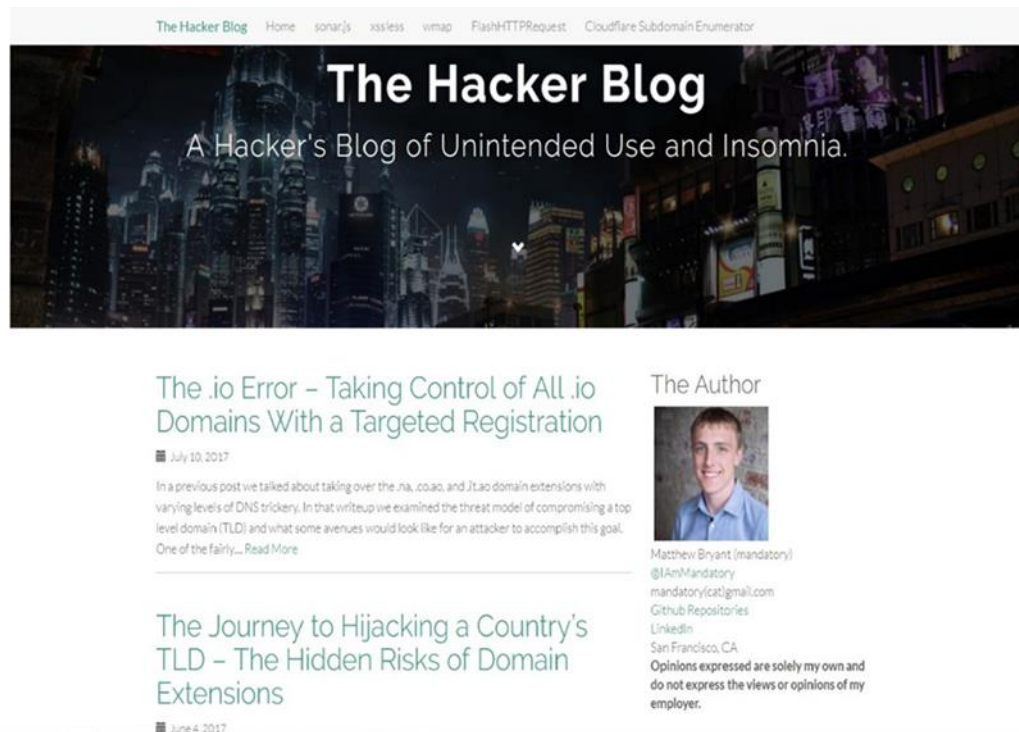 The Hacker Blog Home sonar.js xssless wmap FlashHTTPRequest Cloudflare Subdomain Enumerator
The Hacker Blog
A Hacker's Blog of Unintended Use and Insomnia.
The .io Error – Taking Control of All .io
Domains With a Targeted Registration
July 10, 2017
In a previous post we talked about taking over the .na, .co.ao, and .it.ao domain extensions with
varying levels of DNS trickery. In that writeup we examined the threat model of compromising a top
level domain (TLD) and what some avenues would look like for an attacker to accomplish this goal.
One of the fairly... Read More
The Journey to Hijacking a Country's
TLD – The Hidden Risks of Domain
Extensions
June 4, 2017
The Author
Matthew Bryant (mandatory)
@IAmMandatory
mandatory(cat)gmail.com
Github Repositories
LinkedIn
San Francisco, CA
Opinions expressed are solely my own and
do not express the views or opinions of my
employer.